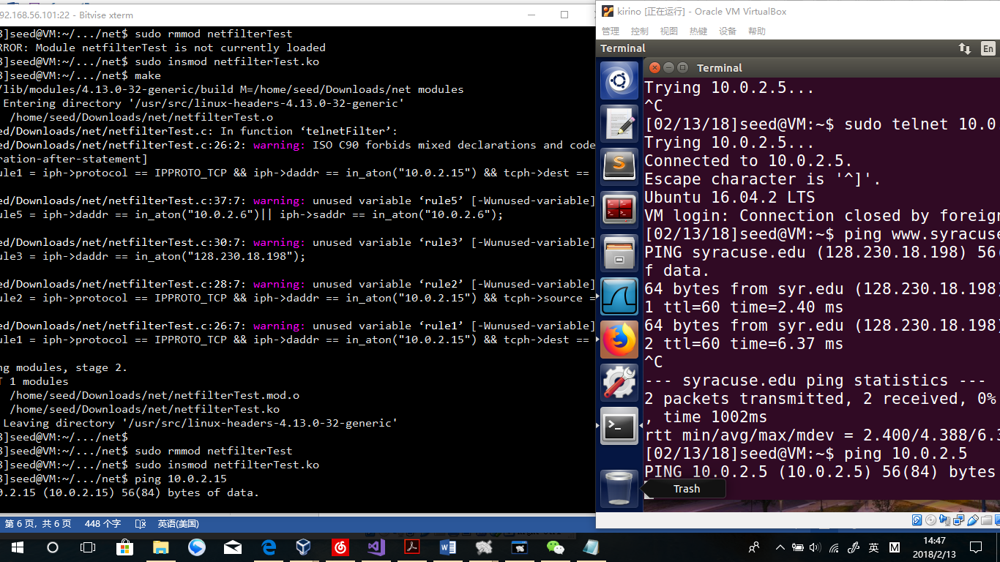 92.168.56.101:22 - Bitvise xterm
3]seed@VM:~/.../net$ sudo rmmod netfilterTest
RROR: Module netfilterTest is not currently loaded
3]seed@VM:~/.../net$ sudo insmod netfilterTest.ko
3]seed@VM:~/.../net$ make
/lib/modules/4.13.0-32-generic/build M=/home/seed/Downloads/net modules
Entering directory '/usr/src/linux-headers-4.13.0-32-generic'
/home/seed/Downloads/net/netfilterTest.o
ed/Downloads/net/netfilterTest.c: In function ‘telnetFilter’:
ed/Downloads/net/netfilterTest.c:26:2: warning: ISO C90 forbids mixed declarations and code
ration-after-statement]
ule1 = iph->protocol == IPPROTO_TCP && iph->daddr == in_aton("10.0.2.15") && tcph->dest ==
ed/Downloads/net/netfilterTest.c:37:7: warning: unused variable ‘rule5’ [-Wunused-variable]
ule5 = iph->daddr == in_aton("10.0.2.6")|| iph->saddr == in_aton("10.0.2.6");
ed/Downloads/net/netfilterTest.c:30:7: warning: unused variable ‘rule3’ [-Wunused-variable]
ule3 = iph->daddr == in_aton("128.230.18.198");
ed/Downloads/net/netfilterTest.c:28:7: warning: unused variable ‘rule2’ [-Wunused-variable]
ule2 = iph->protocol == IPPROTO_TCP && iph->daddr == in_aton("10.0.2.15") && tcph->source =
ed/Downloads/net/netfilterTest.c:26:7: warning: unused variable ‘rule1’ [-Wunused-variable]
ule1 = iph->protocol == IPPROTO_TCP && iph->daddr == in_aton("10.0.2.15") && tcph->dest ==
ng modules, stage 2.
T 1 modules
/home/seed/Downloads/net/netfilterTest.mod.o
/home/seed/Downloads/net/netfilterTest.ko
Leaving directory '/usr/src/linux-headers-4.13.0-32-generic'
3]seed@VM:~/.../net$
3]seed@VM:~/.../net$ sudo rmmod netfilterTest
3]seed@VM:~/.../net$ sudo insmod netfilterTest.ko
3]seed@VM:~/.../net$ ping 10.0.2.15
0.2.15 (10.0.2.15) 56(84) bytes of data.
第 6 页，共 6 页 448 个字 英语(美国)
kirino [正在运行] - Oracle VM VirtualBox
管理 控制 视图 热键 设备 帮助
Terminal En
Terminal
Trying 10.0.2.5...
^C
[02/13/18]seed@VM:~$ sudo telnet 10.0
Trying 10.0.2.5...
Connected to 10.0.2.5.
Escape character is '^]'.
Ubuntu 16.04.2 LTS
VM login: Connection closed by foreign
[02/13/18]seed@VM:~$ ping www.syracuse
PING syracuse.edu (128.230.18.198) 56(
f data.
64 bytes from syr.edu (128.230.18.198)
1 ttl=60 time=2.40 ms
64 bytes from syr.edu (128.230.18.198)
2 ttl=60 time=6.37 ms
^C
--- syracuse.edu ping statistics ---
2 packets transmitted, 2 received, 0%
, time 1002ms
rtt min/avg/max/mdev = 2.400/4.388/6.3
[02/13/18]seed@VM:~$ ping 10.0.2.5
PING 10.0.2.5 (10.0.2.5) 56(84) bytes
Trash
英 M
14:47
2018/2/13